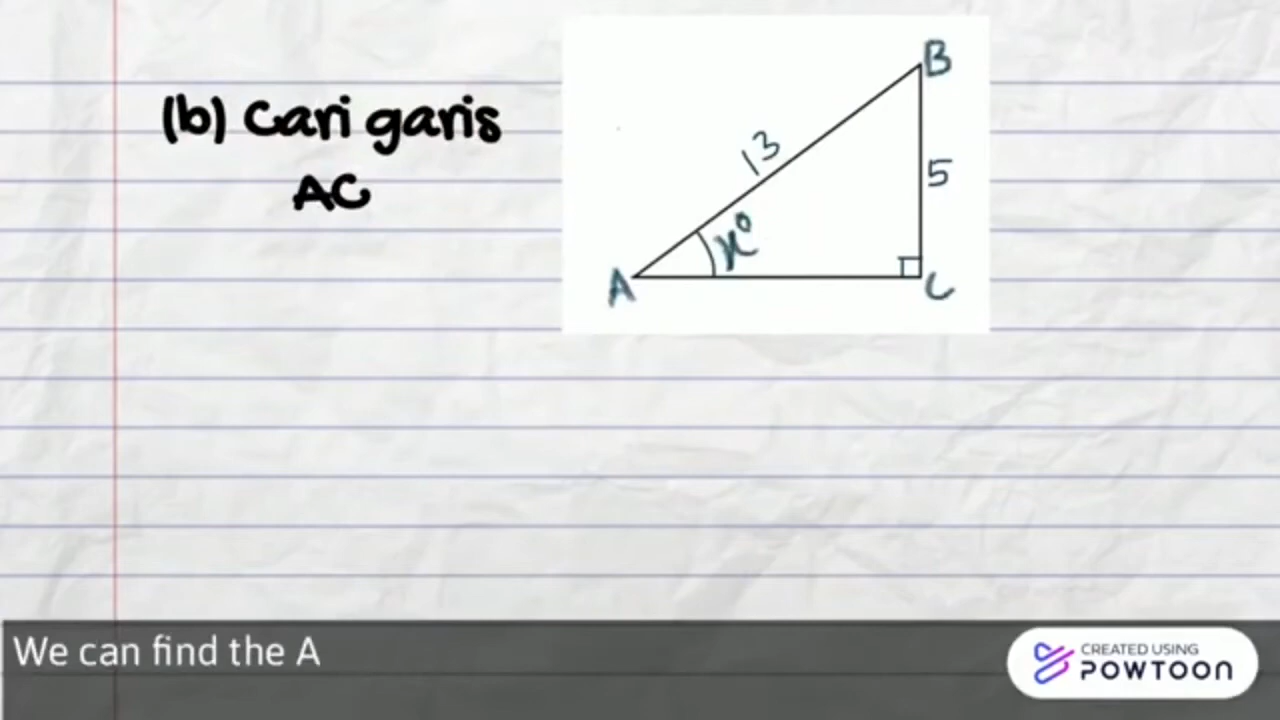 (b) Cari garis
AC
B
13
5
x°
A
C
We can find the A
CREATED USING
POWTOON